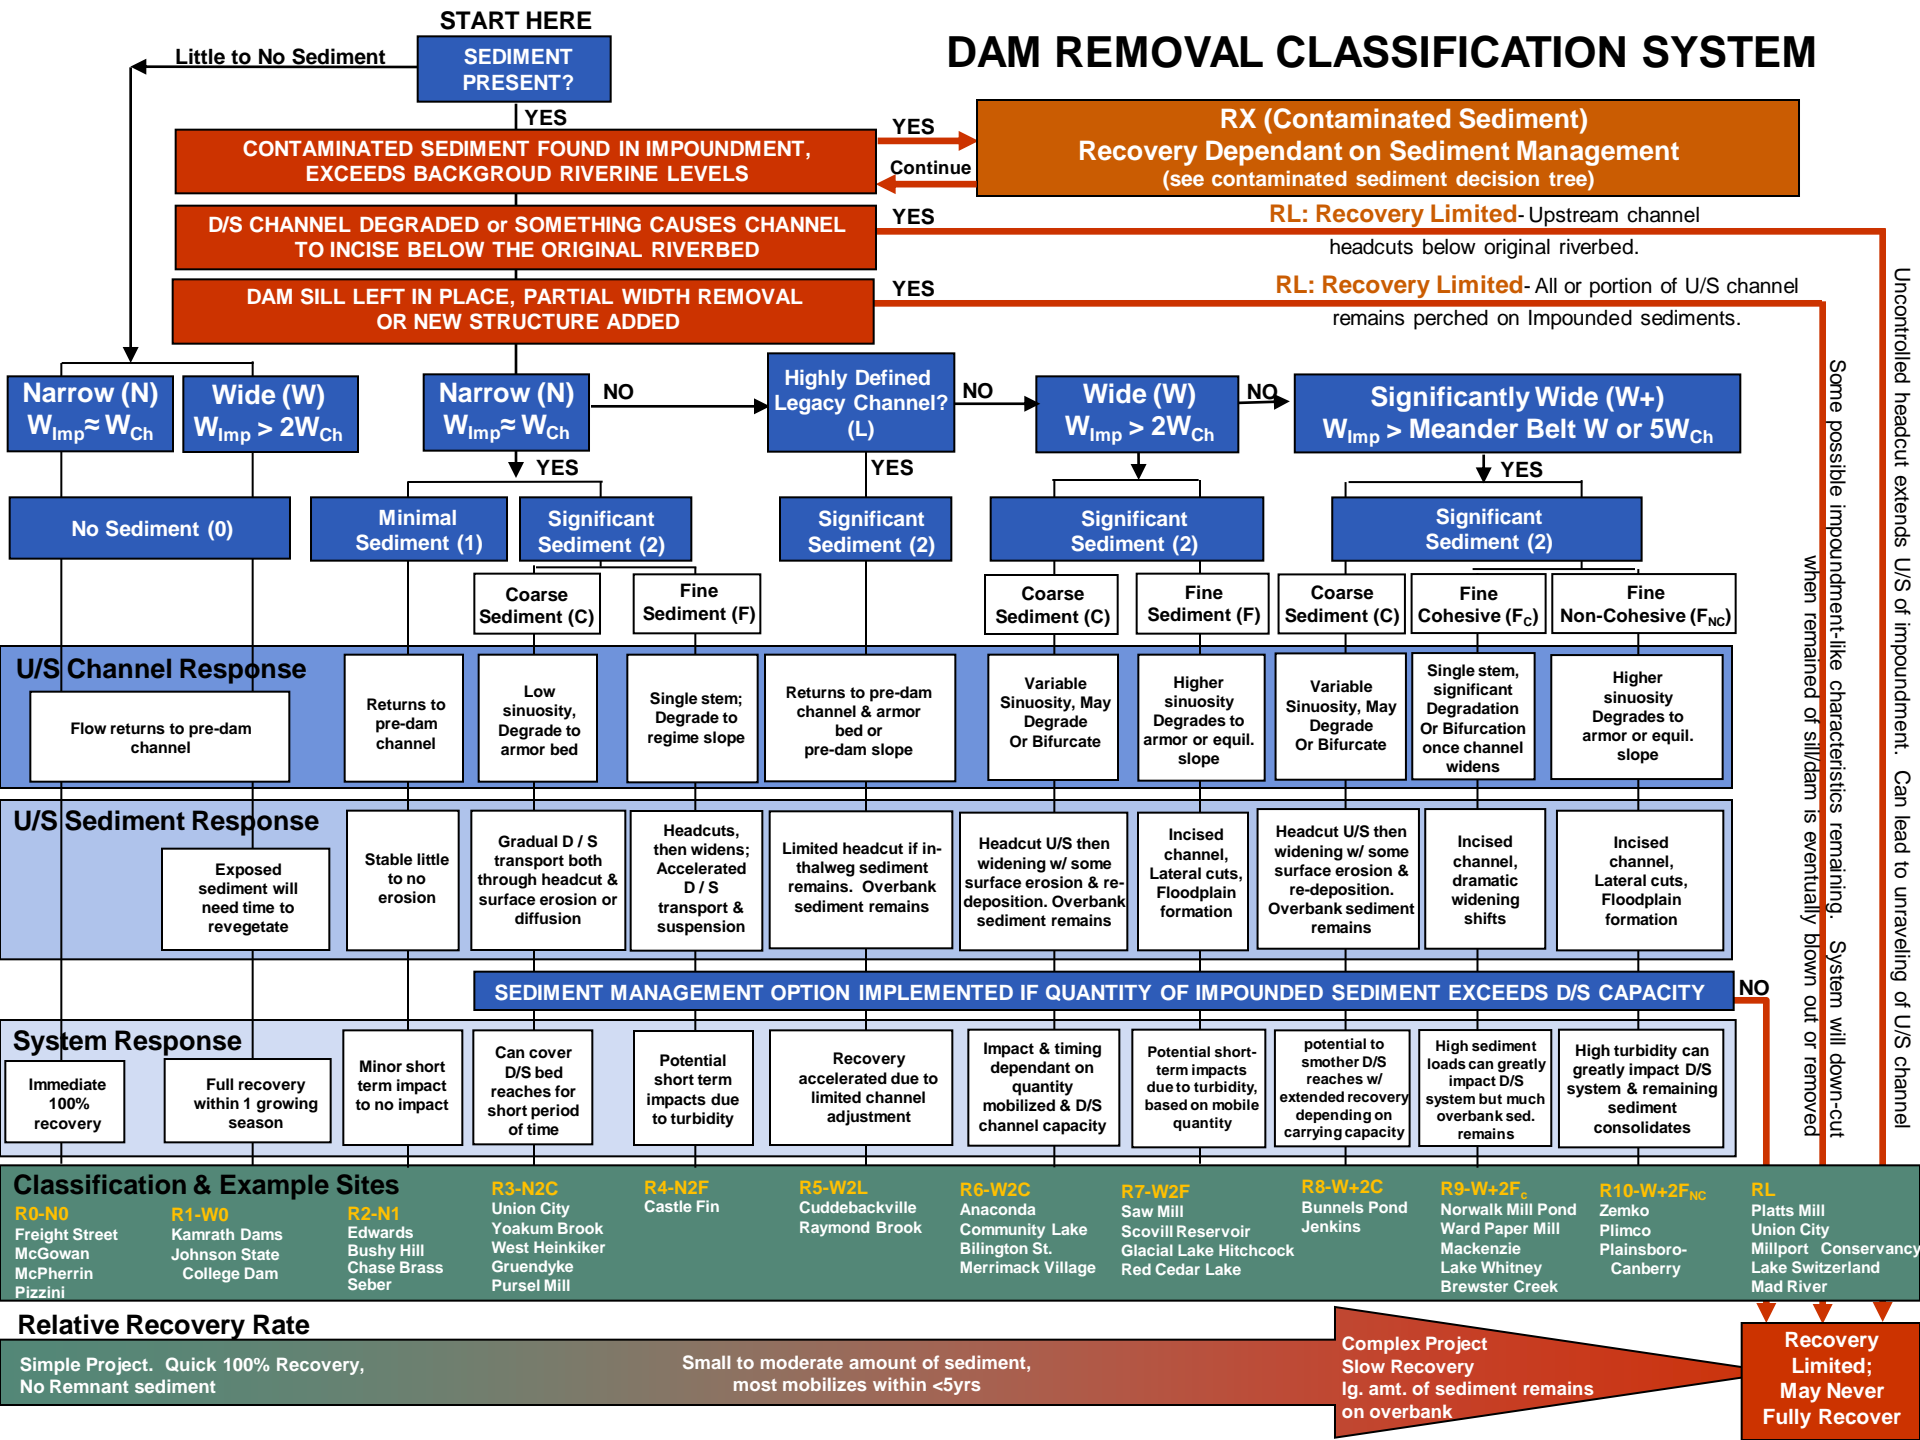 START HERE
DAM REMOVAL CLASSIFICATION SYSTEM
Little to No Sediment
SEDIMENT
PRESENT?
YES
CONTAMINATED SEDIMENT FOUND IN IMPOUNDMENT,
EXCEEDS BACKGROUD RIVERINE LEVELS
YES
Continue
RX (Contaminated Sediment)
Recovery Dependant on Sediment Management
(see contaminated sediment decision tree)
D/S CHANNEL DEGRADED or SOMETHING CAUSES CHANNEL
TO INCISE BELOW THE ORIGINAL RIVERBED
YES
RL: Recovery Limited- Upstream channel
headcuts below original riverbed.
DAM SILL LEFT IN PLACE, PARTIAL WIDTH REMOVAL
OR NEW STRUCTURE ADDED
YES
RL: Recovery Limited- All or portion of U/S channel
remains perched on Impounded sediments.
Narrow (N)
WImp≈ WCh
Wide (W)
WImp > 2WCh
Narrow (N)
WImp≈ WCh
NO
Highly Defined
Legacy Channel?
(L)
NO
Wide (W)
WImp > 2WCh
NO
Significantly Wide (W+)
WImp > Meander Belt W or 5WCh
YES
YES
YES
No Sediment (0)
Minimal
Sediment (1)
Significant
Sediment (2)
Significant
Sediment (2)
Significant
Sediment (2)
Significant
Sediment (2)
Coarse
Sediment (C)
Fine
Sediment (F)
Coarse
Sediment (C)
Fine
Sediment (F)
Coarse
Sediment (C)
Fine
Cohesive (FC)
Fine
Non-Cohesive (FNC)
U/S Channel Response
Flow returns to pre-dam
channel
Returns to
pre-dam
channel
Low
sinuosity,
Degrade to
armor bed
Single stem;
Degrade to
regime slope
Returns to pre-dam
channel & armor
bed or
pre-dam slope
Variable
Sinuosity, May
Degrade
Or Bifurcate
Higher
sinuosity
Degrades to
armor or equil.
slope
Variable
Sinuosity, May
Degrade
Or Bifurcate
Single stem,
significant
Degradation
Or Bifurcation
once channel
widens
Higher
sinuosity
Degrades to
armor or equil.
slope
U/S Sediment Response
Exposed
sediment will
need time to
revegetate
Stable little
to no
erosion
Gradual D / S
transport both
through headcut &
surface erosion or
diffusion
Headcuts,
then widens;
Accelerated
D / S
transport &
suspension
Limited headcut if in-
thalweg sediment
remains. Overbank
sediment remains
Headcut U/S then
widening w/ some
surface erosion & re-
deposition. Overbank
sediment remains
Incised
channel,
Lateral cuts,
Floodplain
formation
Headcut U/S then
widening w/ some
surface erosion &
re-deposition.
Overbank sediment
remains
Incised
channel,
dramatic
widening
shifts
Incised
channel,
Lateral cuts,
Floodplain
formation
SEDIMENT MANAGEMENT OPTION IMPLEMENTED IF QUANTITY OF IMPOUNDED SEDIMENT EXCEEDS D/S CAPACITY
NO
System Response
Immediate
100%
recovery
Full recovery
within 1 growing
season
Minor short
term impact
to no impact
Can cover
D/S bed
reaches for
short period
of time
Potential
short term
impacts due
to turbidity
Recovery
accelerated due to
limited channel
adjustment
Impact & timing
dependant on
quantity
mobilized & D/S
channel capacity
Potential short-
term impacts
due to turbidity,
based on mobile
quantity
potential to
smother D/S
reaches w/
extended recovery
depending on
carrying capacity
High sediment
loads can greatly
impact D/S
system but much
overbank sed.
remains
High turbidity can
greatly impact D/S
system & remaining
sediment
consolidates
Some possible impoundment-like characteristics remaining. System will down-cut
when remained of sill/dam is eventually blown out or removed
Uncontrolled headcut extends U/S of impoundment. Can lead to unraveling of U/S channel
Classification & Example Sites
R0-N0
Freight Street
McGowan
McPherrin
Pizzini
R1-W0
Kamrath Dams
Johnson State
College Dam
R2-N1
Edwards
Bushy Hill
Chase Brass
Seber
R3-N2C
Union City
Yoakum Brook
West Heinkiker
Gruendyke
Pursel Mill
R4-N2F
Castle Fin
R5-W2L
Cuddebackville
Raymond Brook
R6-W2C
Anaconda
Community Lake
Bilington St.
Merrimack Village
R7-W2F
Saw Mill
Scovill Reservoir
Glacial Lake Hitchcock
Red Cedar Lake
R8-W+2C
Bunnels Pond
Jenkins
R9-W+2Fc
Norwalk Mill Pond
Ward Paper Mill
Mackenzie
Lake Whitney
Brewster Creek
R10-W+2FNC
Zemko
Plimco
Plainsboro-
Canberry
RL
Platts Mill
Union City
Millport Conservancy
Lake Switzerland
Mad River
Relative Recovery Rate
Simple Project. Quick 100% Recovery,
No Remnant sediment
Small to moderate amount of sediment,
most mobilizes within <5yrs
Complex Project
Slow Recovery
lg. amt. of sediment remains
on overbank
Recovery
Limited;
May Never
Fully Recover